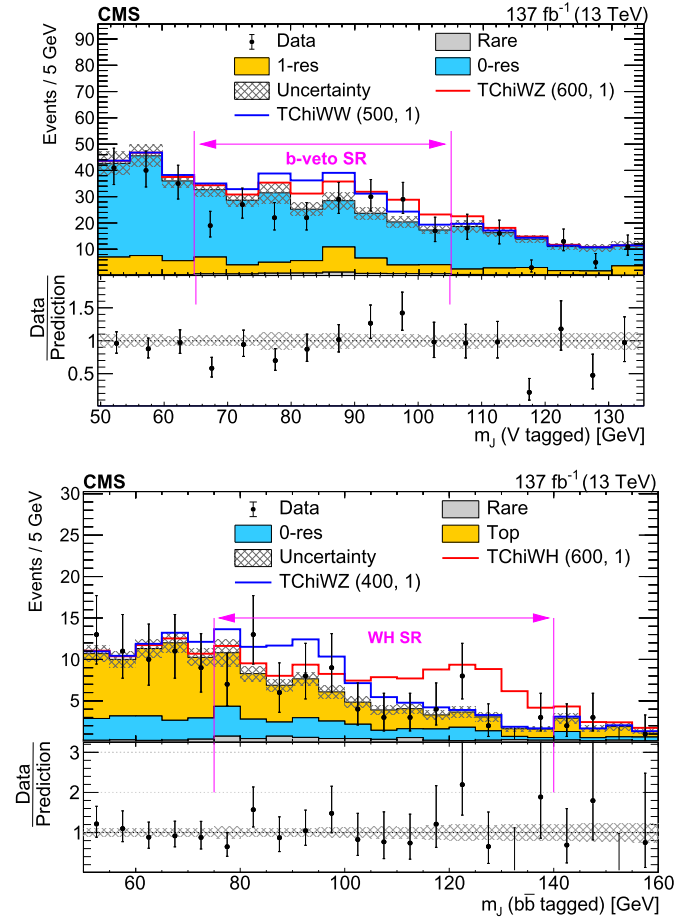 CMS 137 fb⁻¹ (13 TeV)
Events / 5 GeV
Data Rare
1-res 0-res
Uncertainty TChiWZ (600, 1)
TChiWW (500, 1)
b-veto SR
90
80
70
60
50
40
30
20
10
Data
Prediction
1.5
1
0.5
50 60 70 80 90 100 110 120 130
m_J (V tagged) [GeV]
CMS 137 fb⁻¹ (13 TeV)
Events / 5 GeV
Data Rare
0-res Top
Uncertainty TChiWH (600, 1)
TChiWZ (400, 1)
WH SR
30
25
20
15
10
5
Data
Prediction
3
2
1
60 80 100 120 140 160
m_J (bb̅ tagged) [GeV]